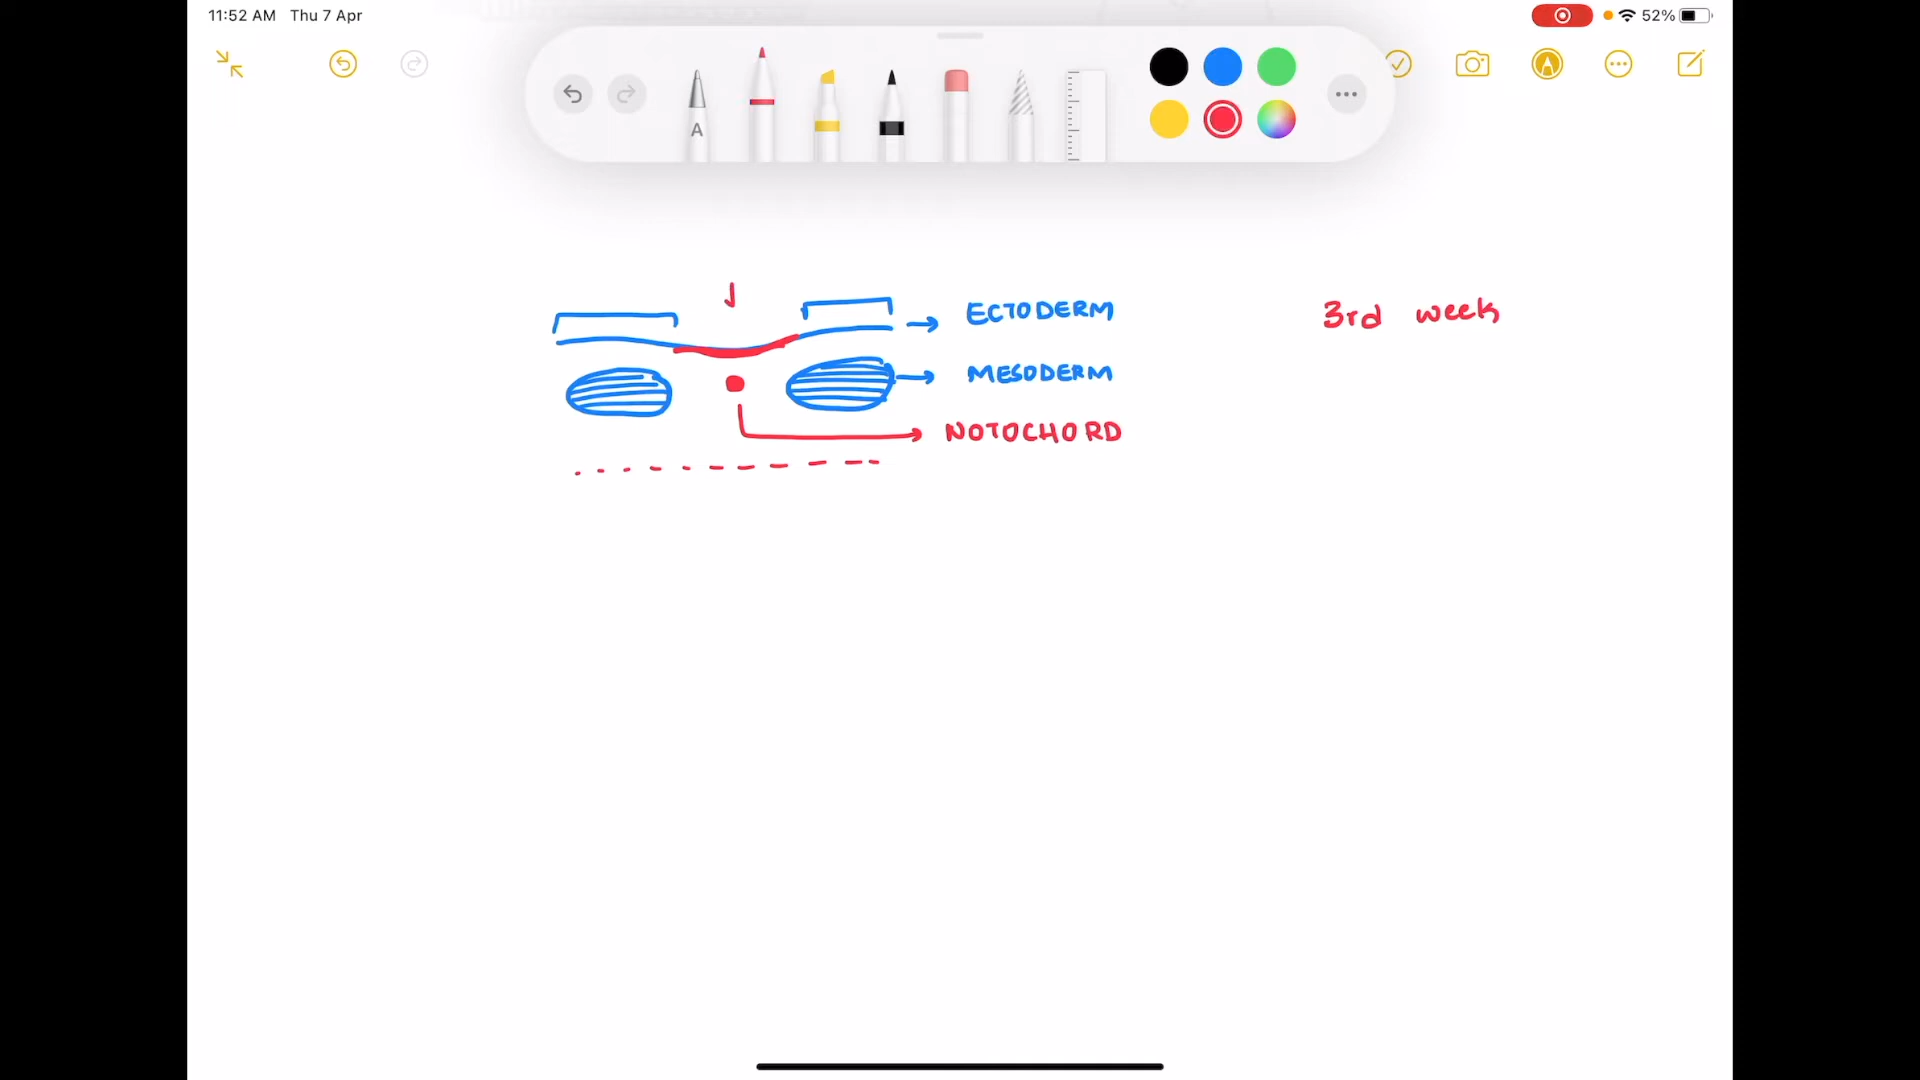 11:52 AM Thu 7 Apr
52%
A
ECTODERM
3rd week
MESODERM
NOTOCHORD